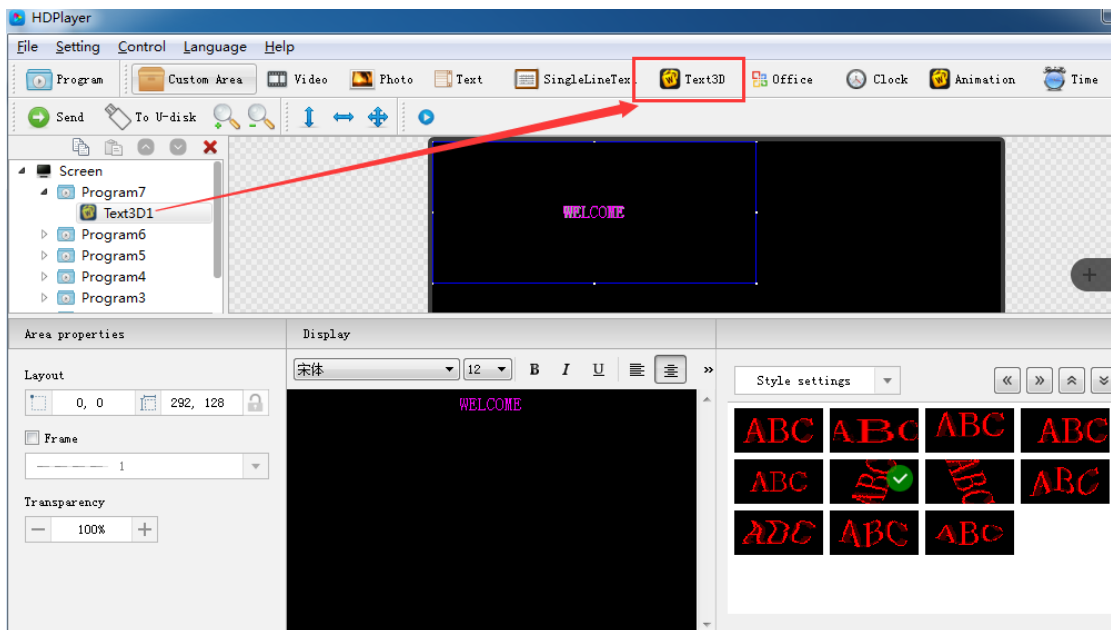 HDPlayer
File Setting Control Language Help
Program Custom Area Video Photo Text SingleLineTex. Text3D Office Clock Animation Time
Send To U-disk
Screen
Program7
Text3D1
Program6
Program5
Program4
Program3
WELCOME
Area properties
Display
Layout
0, 0 292, 128
Frame
1
Transparency
100%
宋体 12 B I U
WELCOME
Style settings
ABC ABC ABC ABC
ABC ABC ABC ABC
ABC ABC ABC